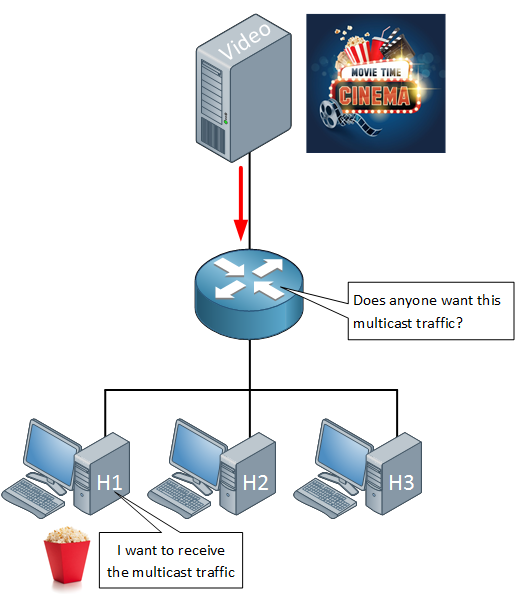 Video
MOVIE TIME
CINEMA
Does anyone want this
multicast traffic?
H1
H2
H3
I want to receive
the multicast traffic